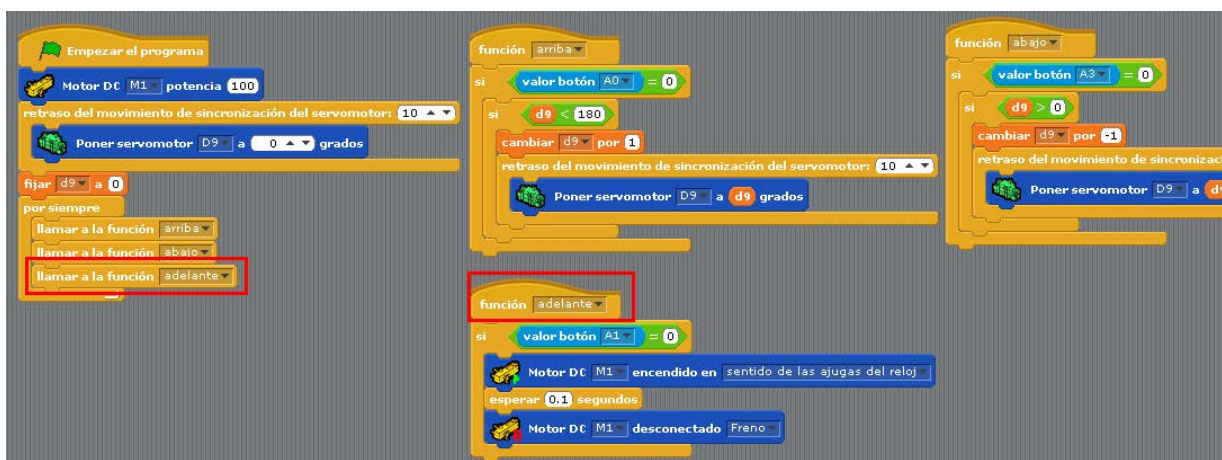 Empezar el programa
Motor DC M1 potencia 100
retraso del movimiento de sincronización del servomotor: 10
Poner servomotor D9 a 0 grados
fijar d9 a 0
por siempre
llamar a la función arriba
llamar a la función abajo
llamar a la función adelante
función arriba
si valor botón A0 = 0
si d9 < 180
cambiar d9 por 1
retraso del movimiento de sincronización del servomotor: 10
Poner servomotor D9 a d9 grados
función adelante
si valor botón A1 = 0
Motor DC M1 encendido en sentido de las ajugas del reloj
esperar 0.1 segundos
Motor DC M1 desconectado Freno
función abajo
si valor botón A3 = 0
si d9 > 0
cambiar d9 por -1
retraso del movimiento de sincronizac
Poner servomotor D9 a d9